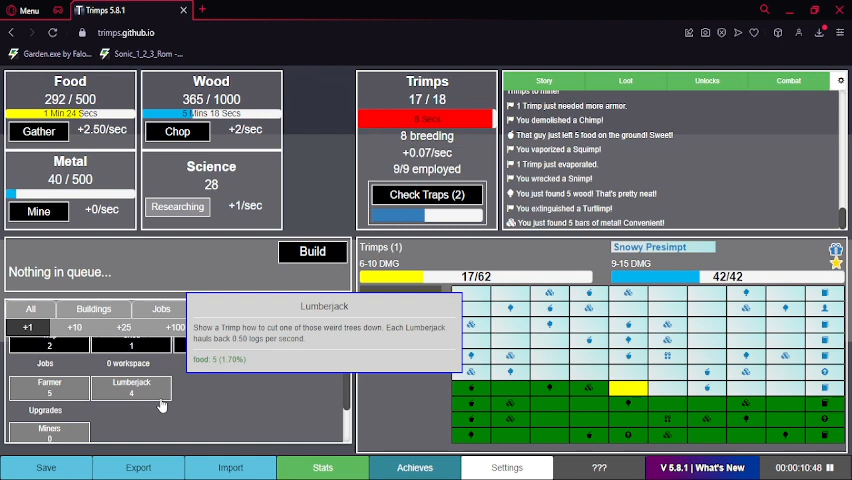 Menu
Trimps 5.8.1
trimps.github.io
Garden.exe by Falo...
Sonic_1_2_3_Rom -...
Food
292 / 500
1 Min 24 Secs
Gather
+2.50/sec
Wood
365 / 1000
5 Mins 18 Secs
Chop
+2/sec
Metal
40 / 500
Mine
+0/sec
Science
28
Researching
+1/sec
Trimps
17 / 18
8 breeding
+0.07/sec
9/9 employed
Check Traps (2)
Story
Loot
Unlocks
Combat
Trimps to mine!
1 Trimp just needed more armor.
You demolished a Chimp!
That guy just left 5 food on the ground! Sweet!
You vaporized a Squimp!
1 Trimp just evaporated.
You wrecked a Snimp!
You just found 5 wood! That's pretty neat!
You extinguished a Turtlimp!
You just found 5 bars of metal! Convenient!
Build
Nothing in queue...
Trimps (1)
6-10 DMG
17/62
Snowy Presimpt
9-15 DMG
42/42
All
Buildings
Jobs
+1
+10
+25
+100
2
1
Jobs
0 workspace
Farmer
5
Lumberjack
4
Upgrades
Miners
0
Lumberjack
Show a Trimp how to cut one of those weird trees down. Each Lumberjack
hauls back 0.50 logs per second.
food: 5 (1.70%)
Save
Export
Import
Stats
Achieves
Settings
???
V 5.8.1 | What's New
00:00:10:48